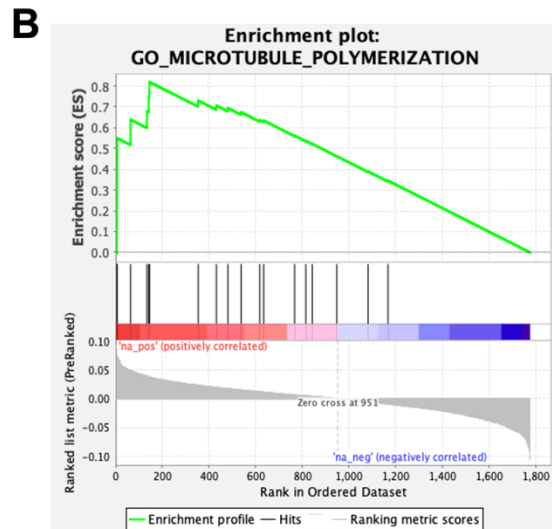 B
Enrichment plot:
GO_MICROTUBULE_POLYMERIZATION
Enrichment score (ES)
0.8
0.7
0.6
0.5
0.4
0.3
0.2
0.1
0.0
'na_pos' (positively correlated)
Ranked list metric (PreRanked)
0.10
0.05
0.00
-0.05
-0.10
Zero cross at 951
'na_neg' (negatively correlated)
0 200 400 600 800 1,000 1,200 1,400 1,600 1,800
Rank in Ordered Dataset
Enrichment profile Hits Ranking metric scores